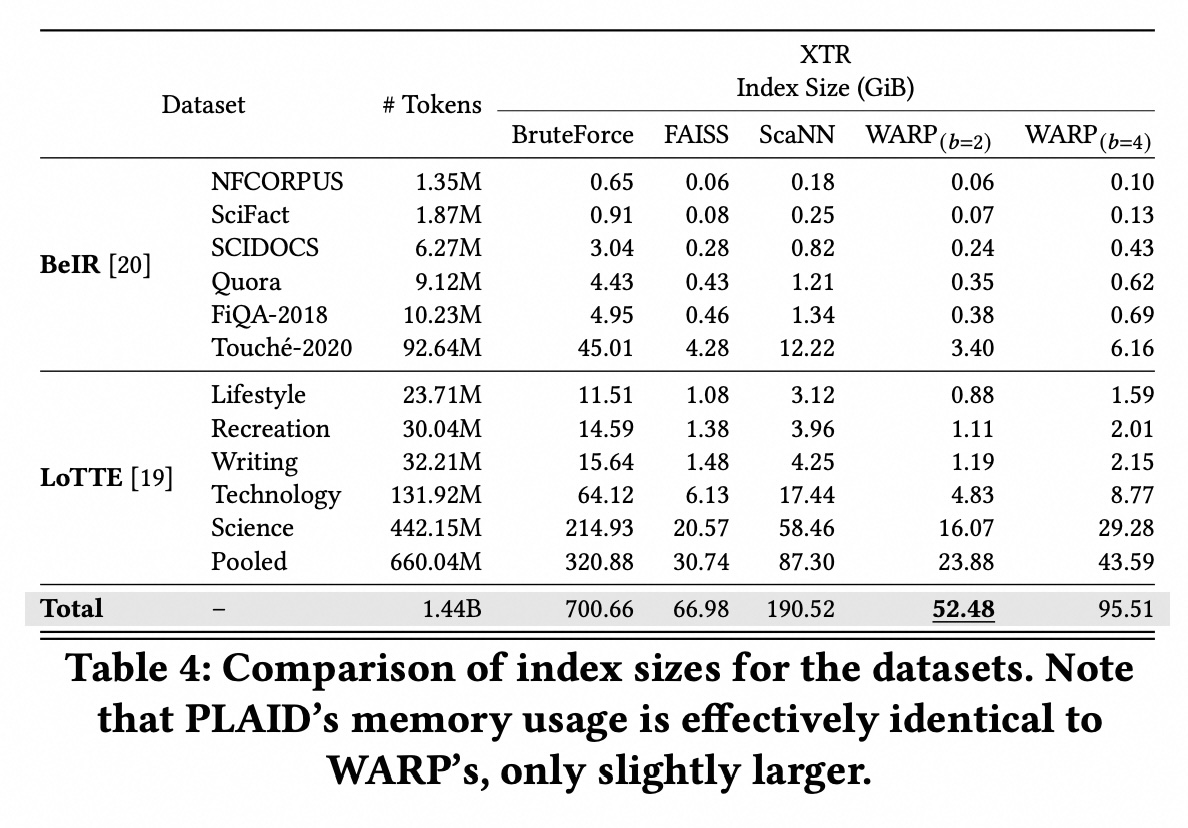 XTR
Index Size (GiB)
Dataset # Tokens
BruteForce FAISS ScaNN WARP(b=2) WARP(b=4)
NFCORPUS 1.35M 0.65 0.06 0.18 0.06 0.10
SciFact 1.87M 0.91 0.08 0.25 0.07 0.13
SCIDOCS 6.27M 3.04 0.28 0.82 0.24 0.43
BeIR [20]
Quora 9.12M 4.43 0.43 1.21 0.35 0.62
FiQA-2018 10.23M 4.95 0.46 1.34 0.38 0.69
Touché-2020 92.64M 45.01 4.28 12.22 3.40 6.16
Lifestyle 23.71M 11.51 1.08 3.12 0.88 1.59
Recreation 30.04M 14.59 1.38 3.96 1.11 2.01
Writing 32.21M 15.64 1.48 4.25 1.19 2.15
LoTTE [19]
Technology 131.92M 64.12 6.13 17.44 4.83 8.77
Science 442.15M 214.93 20.57 58.46 16.07 29.28
Pooled 660.04M 320.88 30.74 87.30 23.88 43.59
Total – 1.44B 700.66 66.98 190.52 52.48 95.51
Table 4: Comparison of index sizes for the datasets. Note
that PLAID’s memory usage is effectively identical to
WARP’s, only slightly larger.